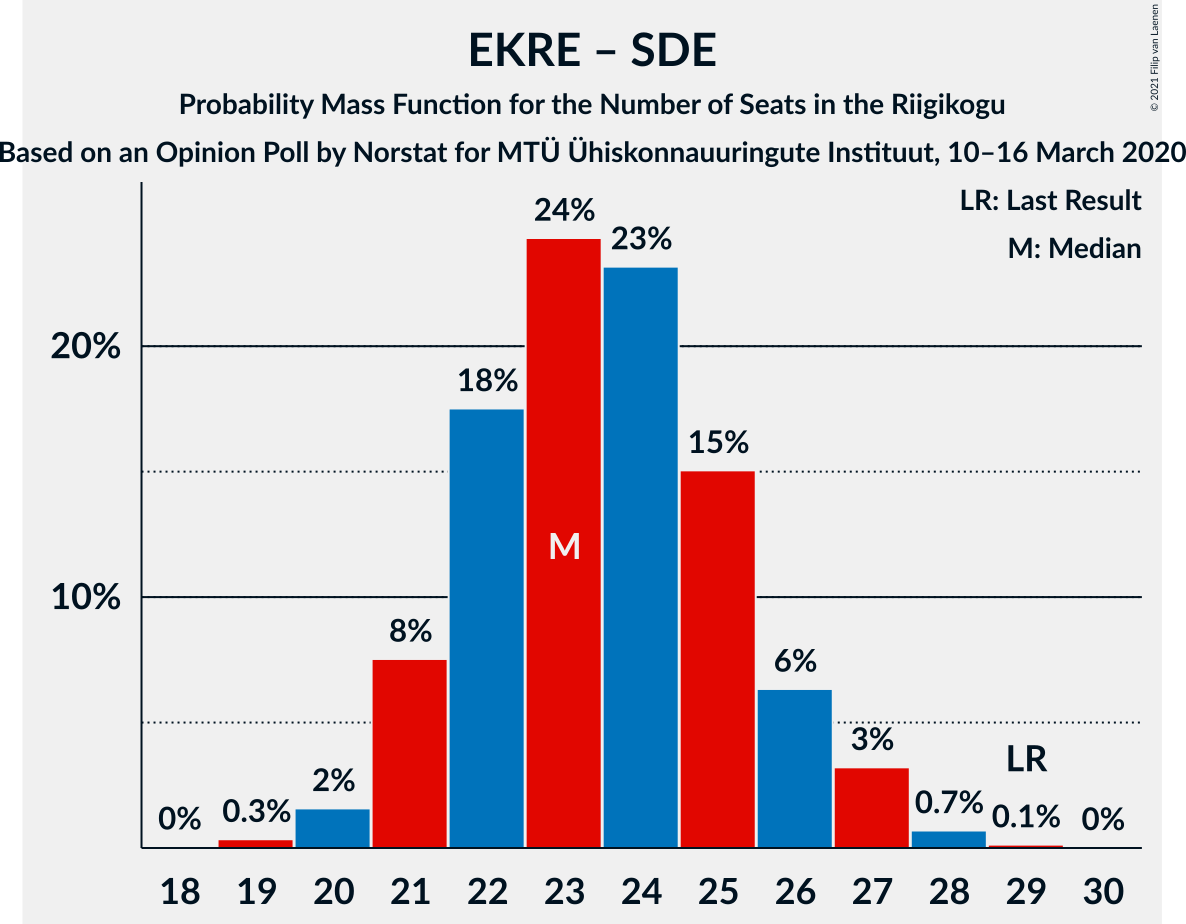 EKRE – SDE
Probability Mass Function for the Number of Seats in the Riigikogu
Based on an Opinion Poll by Norstat for MTÜ Ühiskonnauuringute Instituut, 10–16 March 2020
© 2021 Filip van Laenen
LR: Last Result
M: Median
20%
10%
0%
0.3%
2%
8%
18%
24%
23%
15%
6%
3%
0.7%
0.1%
0%
M
LR
18 19 20 21 22 23 24 25 26 27 28 29 30